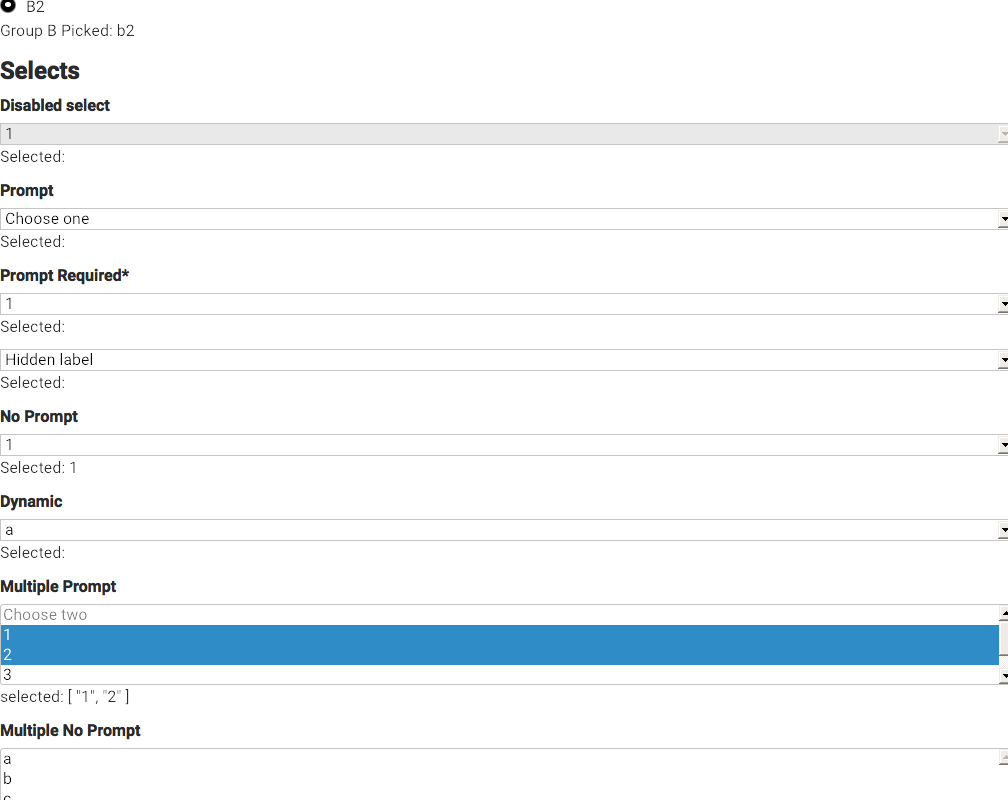 B2
Group B Picked: b2
Selects
Disabled select
1
Selected:
Prompt
Choose one
Selected:
Prompt Required*
1
Selected:
Hidden label
Selected:
No Prompt
1
Selected: 1
Dynamic
a
Selected:
Multiple Prompt
Choose two
1
2
3
selected: [ "1", "2" ]
Multiple No Prompt
a
b
c